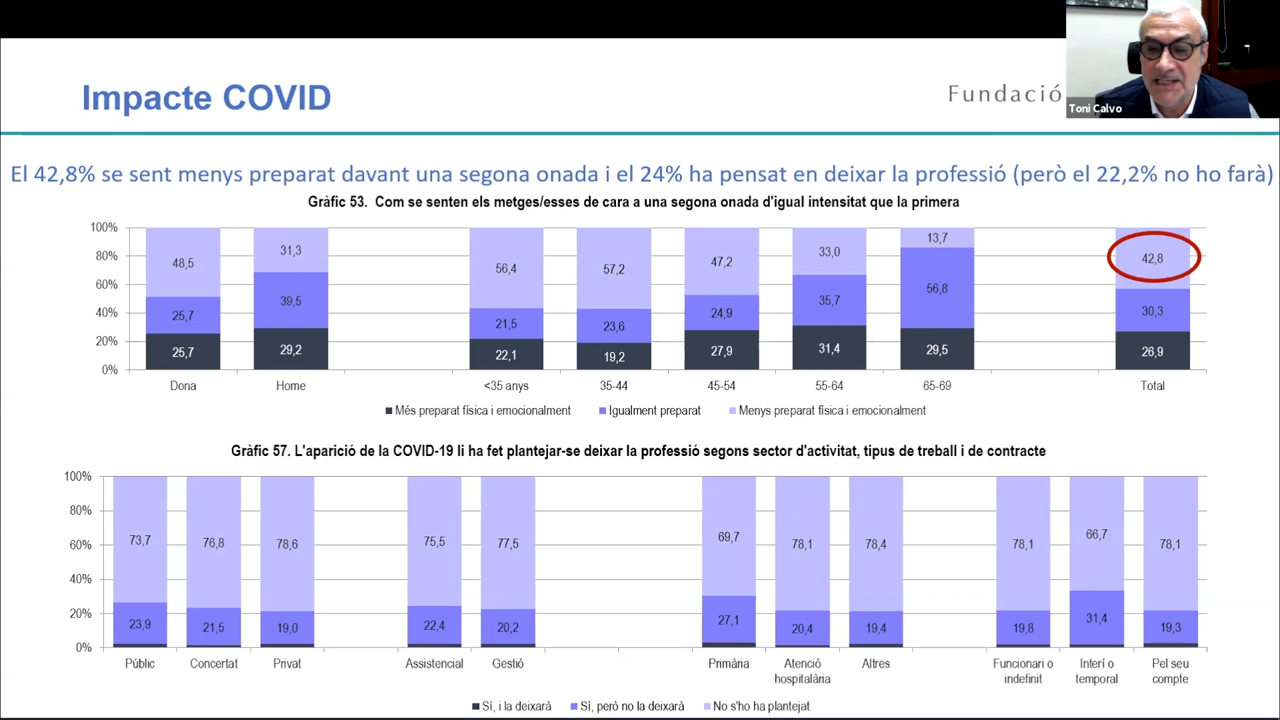 Impacte COVID
Fundació
Toni Calvo
El 42,8% se sent menys preparat davant una segona onada i el 24% ha pensat en deixar la professió (però el 22,2% no ho farà)
Gràfic 53. Com se senten els metges/esses de cara a una segona onada d'igual intensitat que la primera
100%
80%
60%
40%
20%
0%
48,5 31,3 56,4 57,2 47,2 33,0 13,7 42,8
25,7 39,5 21,5 23,6 24,9 35,7 56,8 30,3
25,7 29,2 22,1 19,2 27,9 31,4 29,5 26,9
Dona Home <35 anys 35-44 45-54 55-64 65-69 Total
Més preparat física i emocionalment Igualment preparat Menys preparat física i emocionalment
Gràfic 57. L'aparició de la COVID-19 li ha fet plantejar-se deixar la professió segons sector d'activitat, tipus de treball i de contracte
100%
80%
60%
40%
20%
0%
73,7 76,8 78,6 75,5 77,5 69,7 78,1 78,4 78,1 66,7 78,1
23,9 21,5 19,0 22,4 20,2 27,1 20,4 19,4 19,8 31,4 19,3
Públic Concertat Privat Assistencial Gestió Primària Atenció hospitalària Altres Funcionari o indefinit Interí o temporal Pel seu compte
Sí, i la deixarà Sí, però no la deixarà No s'ho ha plantejat